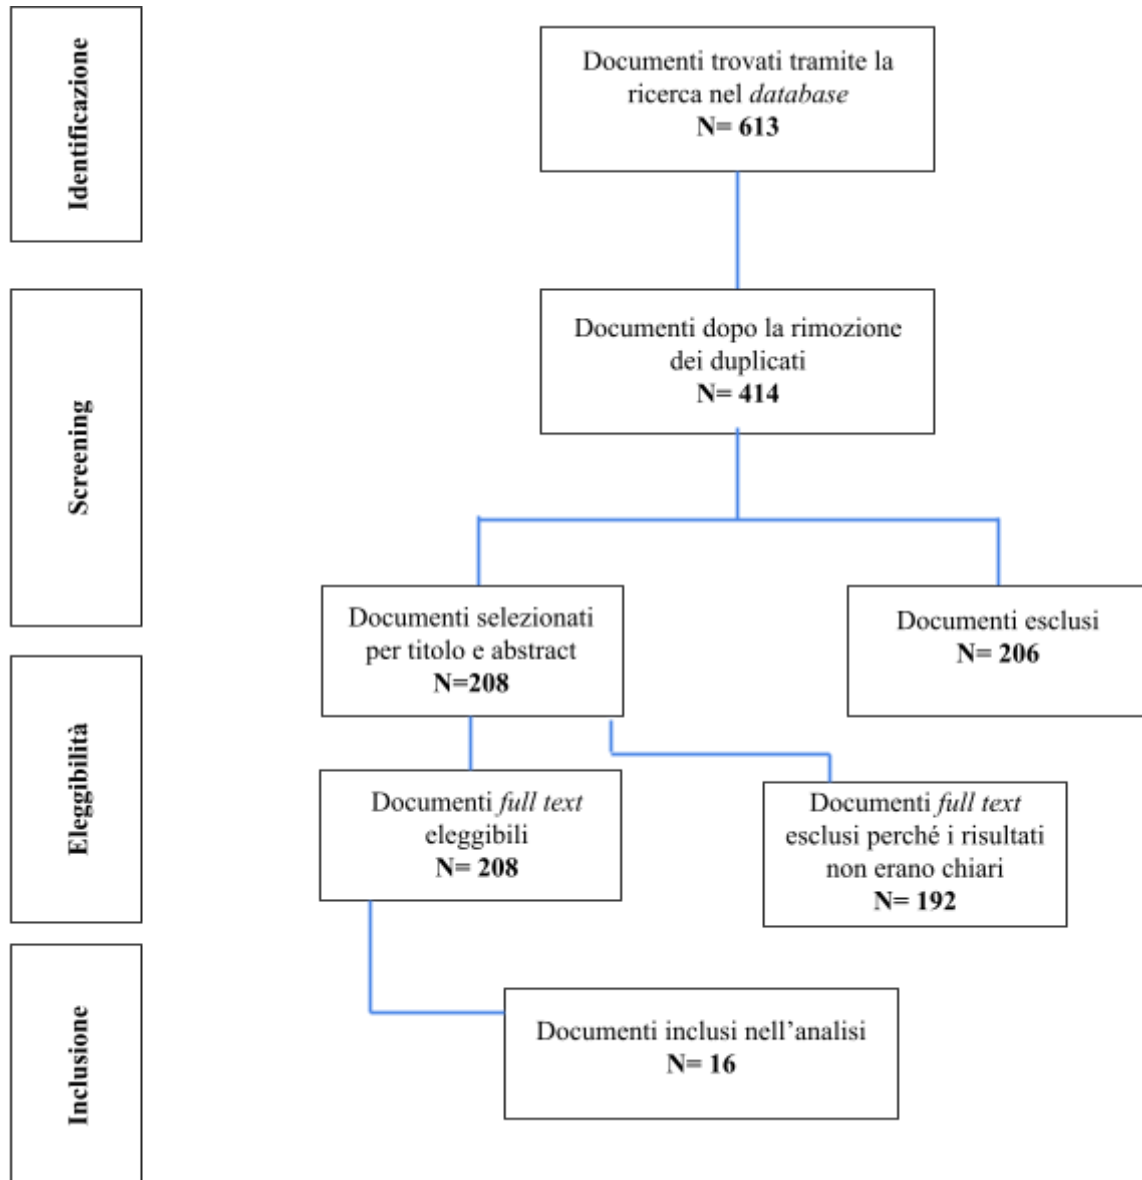 Identificazione
Documenti trovati tramite la
ricerca nel database
N= 613
Screening
Documenti dopo la rimozione
dei duplicati
N= 414
Documenti selezionati
per titolo e abstract
N=208
Documenti esclusi
N= 206
Eleggibilità
Documenti full text
eleggibili
N= 208
Documenti full text
esclusi perché i risultati
non erano chiari
N= 192
Inclusione
Documenti inclusi nell’analisi
N= 16